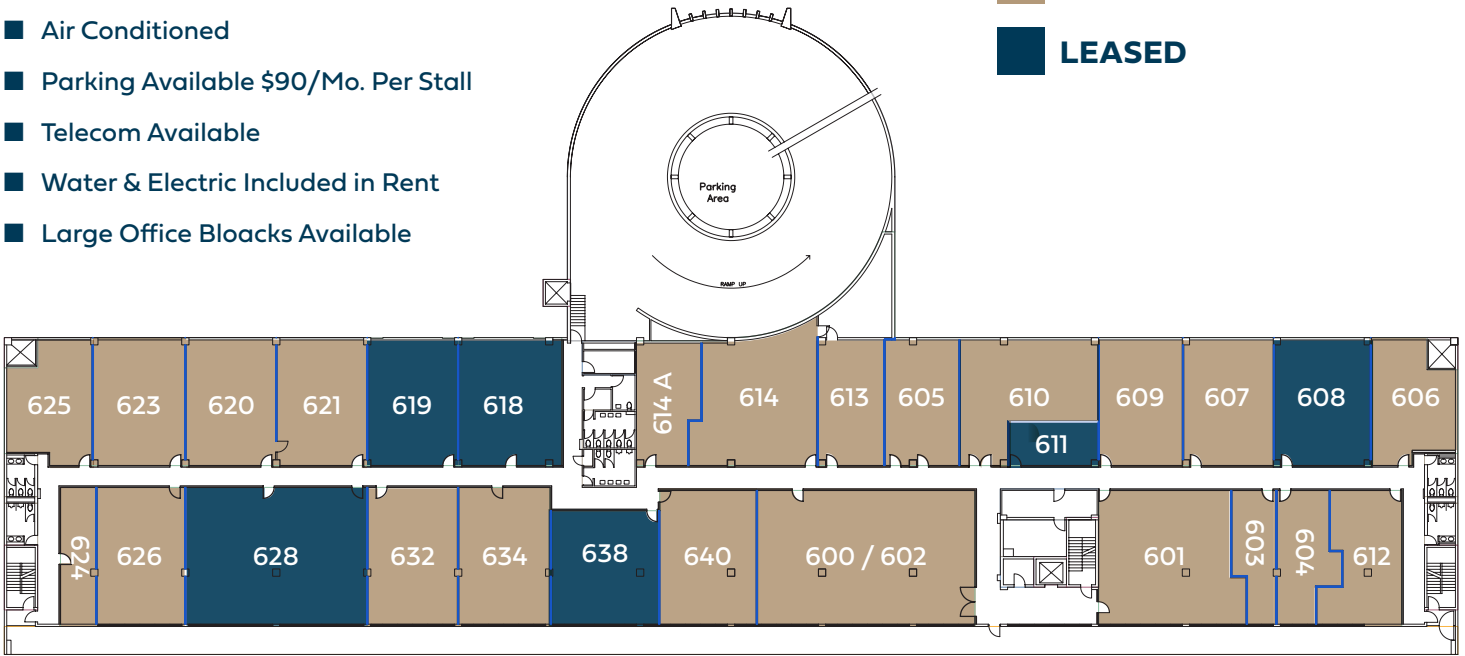 Air Conditioned
Parking Available $90/Mo. Per Stall
Telecom Available
Water & Electric Included in Rent
Large Office Bloacks Available
LEASED
Parking
Area
RAMP UP
625 623 620 621 619 618 614 A 614 613 605 610 609 607 608 606
611
624 626 628 632 634 638 640 600 / 602 601 603 604 612